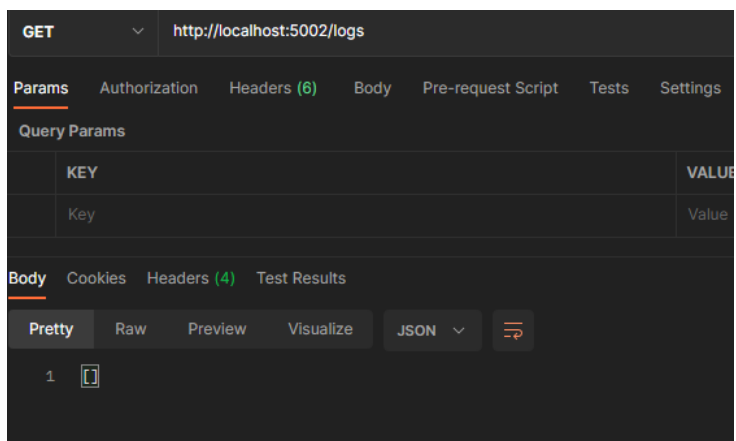 GET http://localhost:5002/logs
Params Authorization Headers (6) Body Pre-request Script Tests Settings
Query Params
KEY VALUE
Key Value
Body Cookies Headers (4) Test Results
Pretty Raw Preview Visualize JSON
1 []